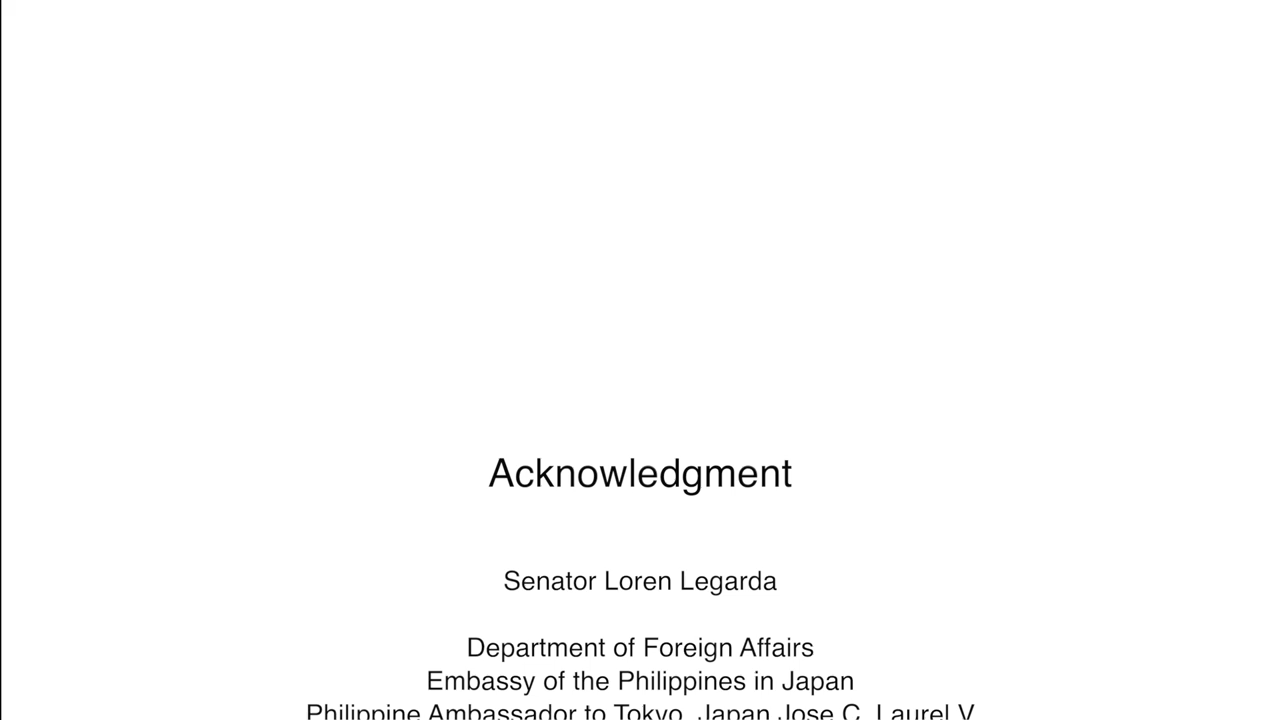 Acknowledgment
Senator Loren Legarda
Department of Foreign Affairs
Embassy of the Philippines in Japan
Philippine Ambassador to Tokyo, Japan Jose C. Laurel V